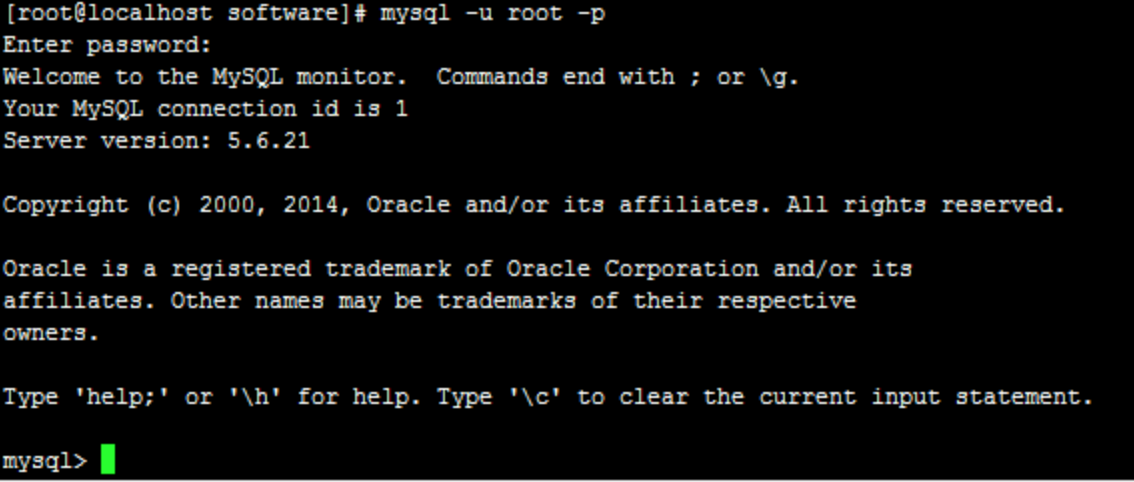 [root@localhost software]# mysql -u root -p
Enter password:
Welcome to the MySQL monitor.  Commands end with ; or \g.
Your MySQL connection id is 1
Server version: 5.6.21
Copyright (c) 2000, 2014, Oracle and/or its affiliates. All rights reserved.
Oracle is a registered trademark of Oracle Corporation and/or its
affiliates. Other names may be trademarks of their respective
owners.
Type 'help;' or '\h' for help. Type '\c' to clear the current input statement.
mysql>